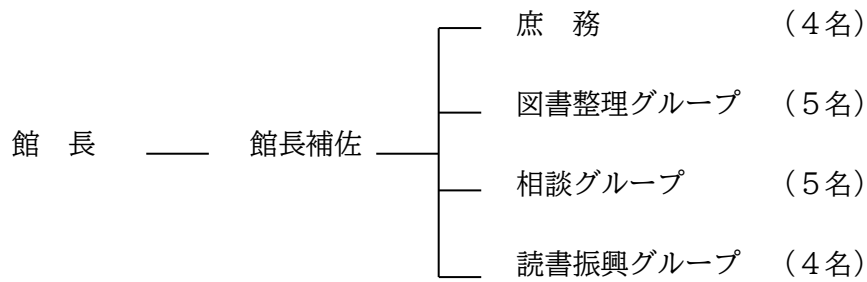 庶　務　（４名）
図書整理グループ　（５名）
館　長　館長補佐
相談グループ　（５名）
読書振興グループ　（４名）